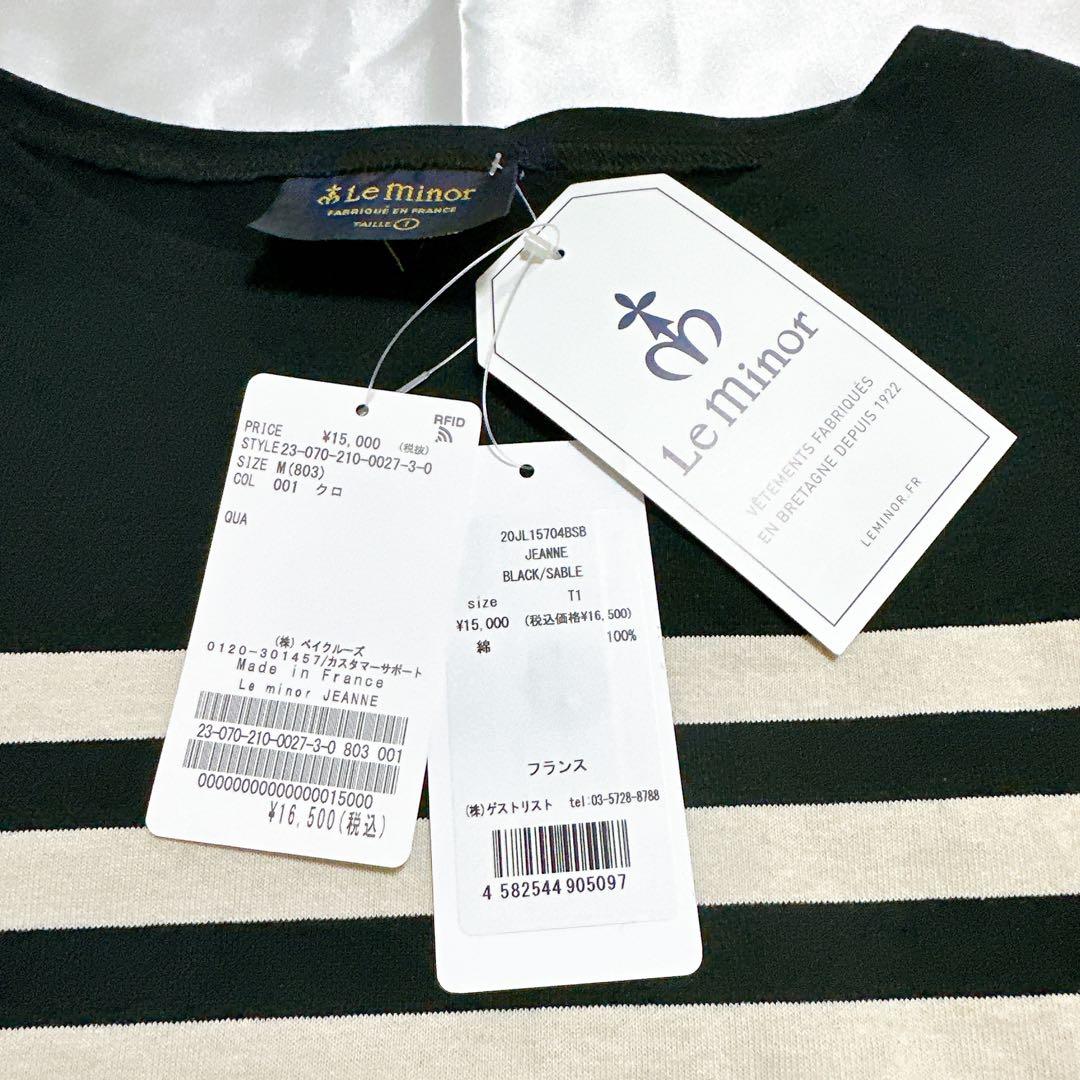 Le minor
FABRIQUÉ EN FRANCE
TAILLE 1
Le minor
VÊTEMENTS FABRIQUÉS
EN BRETAGNE DEPUIS 1922
LEMINOR.FR
RFID
PRICE ¥15,000 (税抜)
STYLE23-070-210-0027-3-0
SIZE M(803)
COL 001 クロ
QUA
(株) ベイクルーズ
0120-301457/カスタマーサポート
Made in France
Le minor JEANNE
23-070-210-0027-3-0 803 001
00000000000000015000
¥16,500(税込)
20JL15704BSB
JEANNE
BLACK/SABLE
size T1
¥15,000 (税込価格¥16,500)
綿 100%
フランス
(株)ゲストリスト tel:03-5728-8788
4 582544 905097